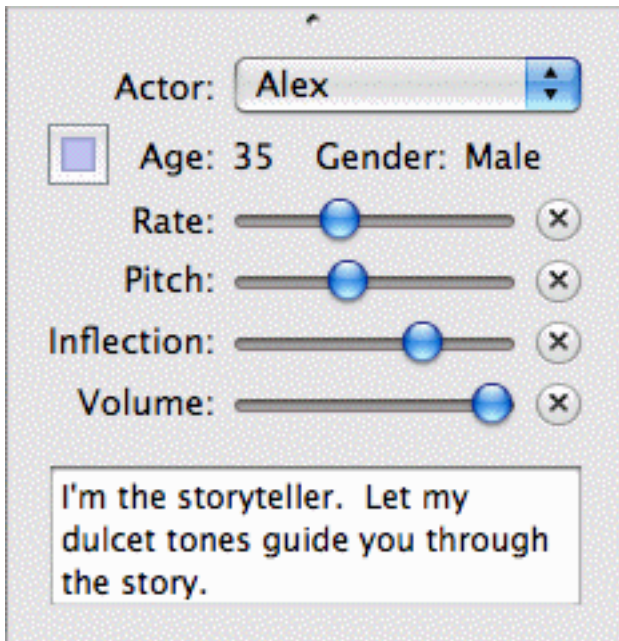 Actor: Alex
Age: 35 Gender: Male
Rate:
Pitch:
Inflection:
Volume:
I'm the storyteller. Let my
dulcet tones guide you through
the story.